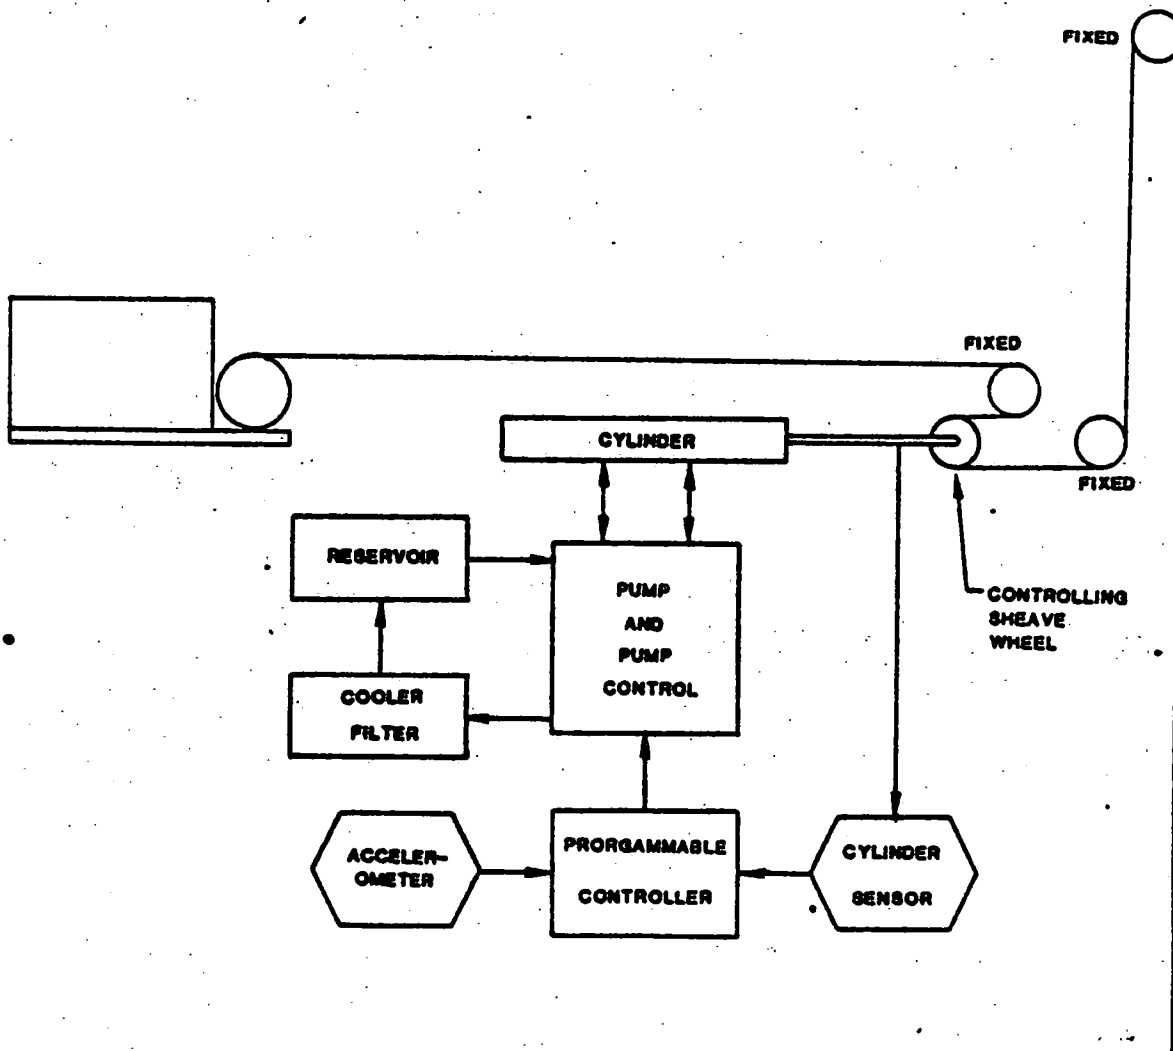 FIXED
FIXED
CYLINDER
FIXED
RESERVOIR
PUMP
AND
PUMP
CONTROL
CONTROLLING
SHEAVE
WHEEL
COOLER
FILTER
ACCELER-
OMETER
PRORGAMMABLE
CONTROLLER
CYLINDER
SENSOR